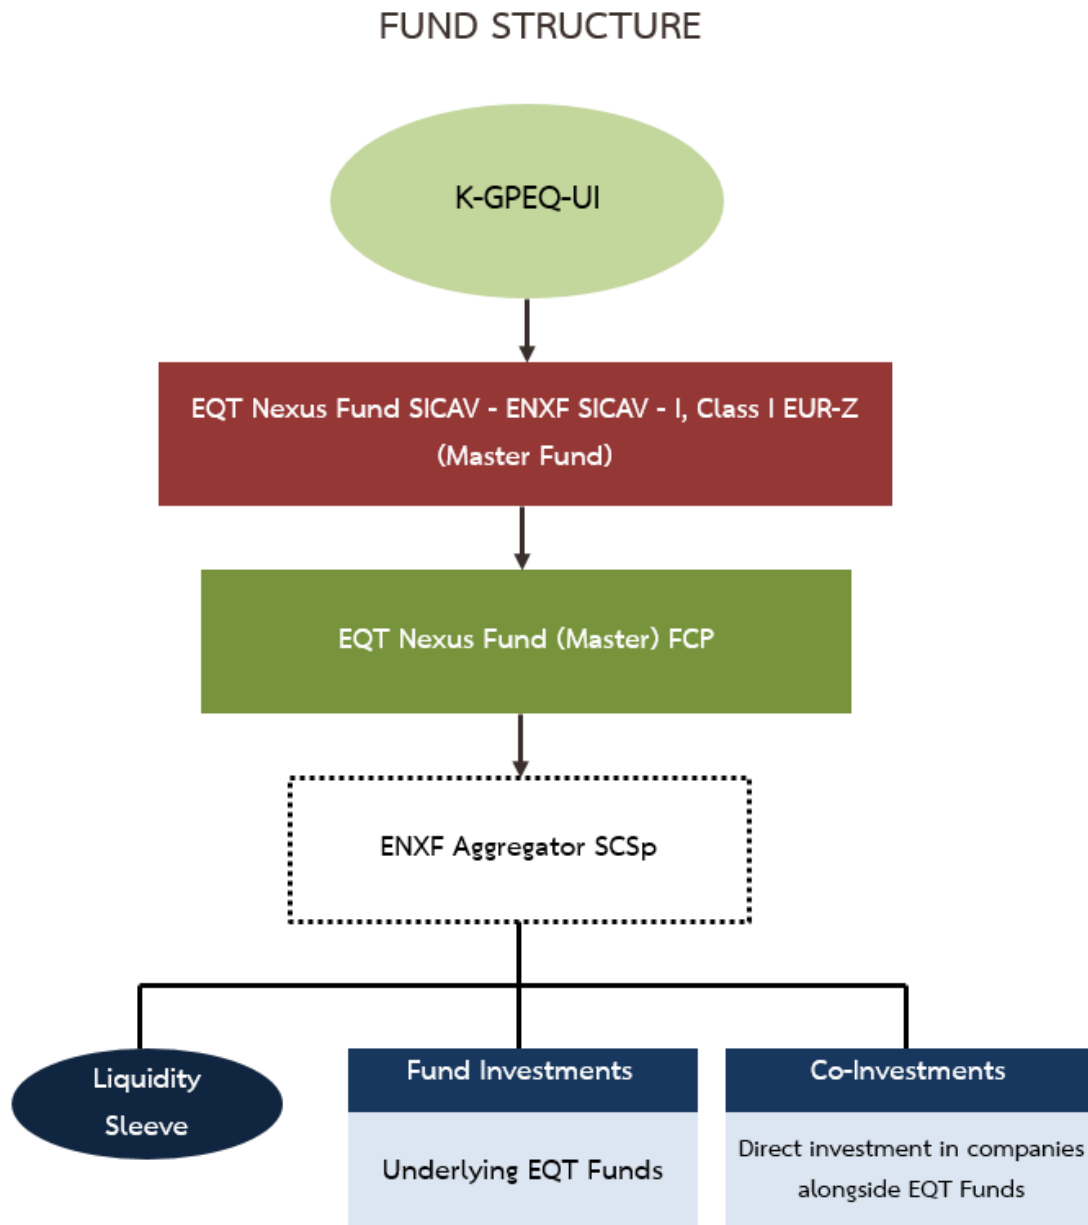 FUND STRUCTURE
K-GPEQ-UI
EQT Nexus Fund SICAV - ENXF SICAV - I, Class I EUR-Z
(Master Fund)
EQT Nexus Fund (Master) FCP
ENXF Aggregator SCSp
Liquidity
Sleeve
Fund Investments
Underlying EQT Funds
Co-Investments
Direct investment in companies
alongside EQT Funds